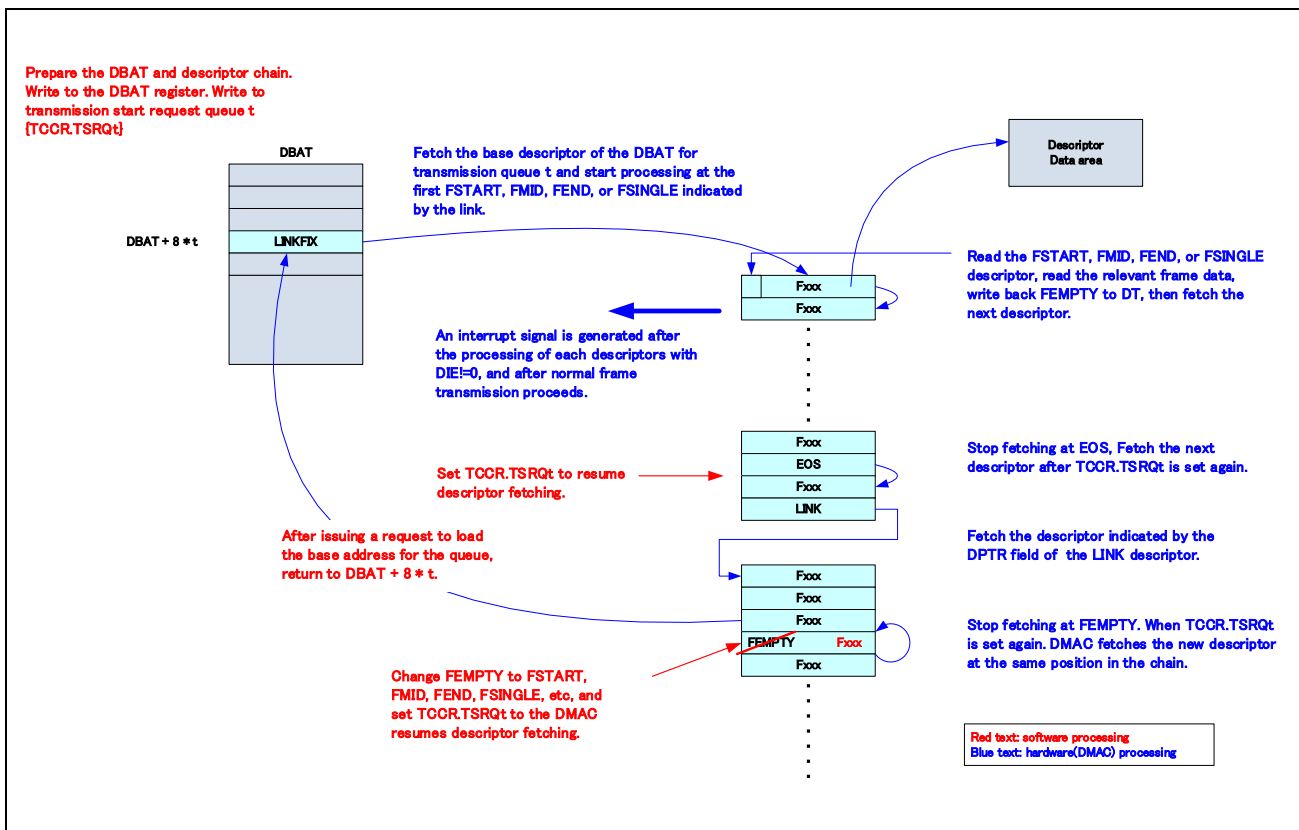 Prepare the DBAT and descriptor chain.
Write to the DBAT register. Write to
transmission start request queue t
{TCCR.TSRQt}
DBAT
DBAT + 8 * t
LINKFIX
Fetch the base descriptor of the DBAT for
transmission queue t and start processing at the
first FSTART, FMID, FEND, or FSINGLE indicated
by the link.
Descriptor
Data area
Read the FSTART, FMID, FEND, or FSINGLE
descriptor, read the relevant frame data,
write back FEMPTY to DT, then fetch the
next descriptor.
Fxxx
Fxxx
An interrupt signal is generated after
the processing of each descriptors with
DIE!=0, and after normal frame
transmission proceeds.
Fxxx
EOS
Fxxx
LINK
Stop fetching at EOS, Fetch the next
descriptor after TCCR.TSRQt is set again.
Set TCCR.TSRQt to resume
descriptor fetching.
After issuing a request to load
the base address for the queue,
return to DBAT + 8 * t.
Fetch the descriptor indicated by the
DPTR field of the LINK descriptor.
Fxxx
Fxxx
Fxxx
FEMPTY Fxxx
Fxxx
Stop fetching at FEMPTY. When TCCR.TSRQt
is set again. DMAC fetches the new descriptor
at the same position in the chain.
Change FEMPTY to FSTART,
FMID, FEND, FSINGLE, etc, and
set TCCR.TSRQt to the DMAC
resumes descriptor fetching.
Red text: software processing
Blue text: hardware(DMAC) processing